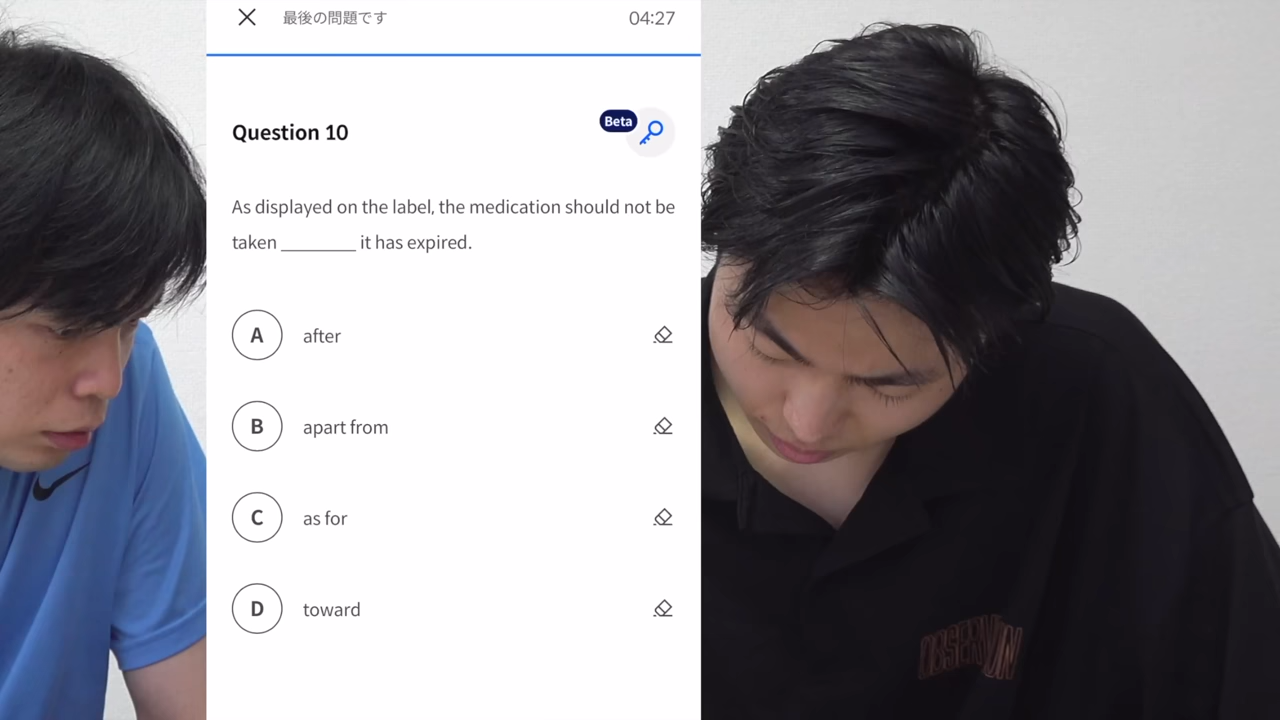 最後の問題です
04:27
Question 10
Beta
As displayed on the label, the medication should not be
taken ________ it has expired.
A after
B apart from
C as for
D toward